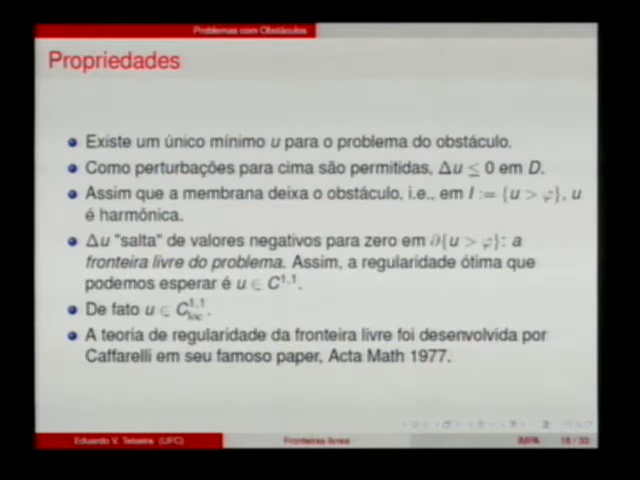 Problemas com Obstáculos
Propriedades
Existe um único mínimo u para o problema do obstáculo.
Como perturbações para cima são permitidas, Δu ≤ 0 em D.
Assim que a membrana deixa o obstáculo, i.e., em I := {u > φ}, u
é harmônica.
Δu "salta" de valores negativos para zero em ∂{u > φ}: a
fronteira livre do problema. Assim, a regularidade ótima que
podemos esperar é u ∈ C^{1,1}.
De fato u ∈ C^{1,1}_{loc}.
A teoria de regularidade da fronteira livre foi desenvolvida por
Caffarelli em seu famoso paper, Acta Math 1977.
Eduardo V. Teixeira (UFC) Fronteiras livres IMPA /